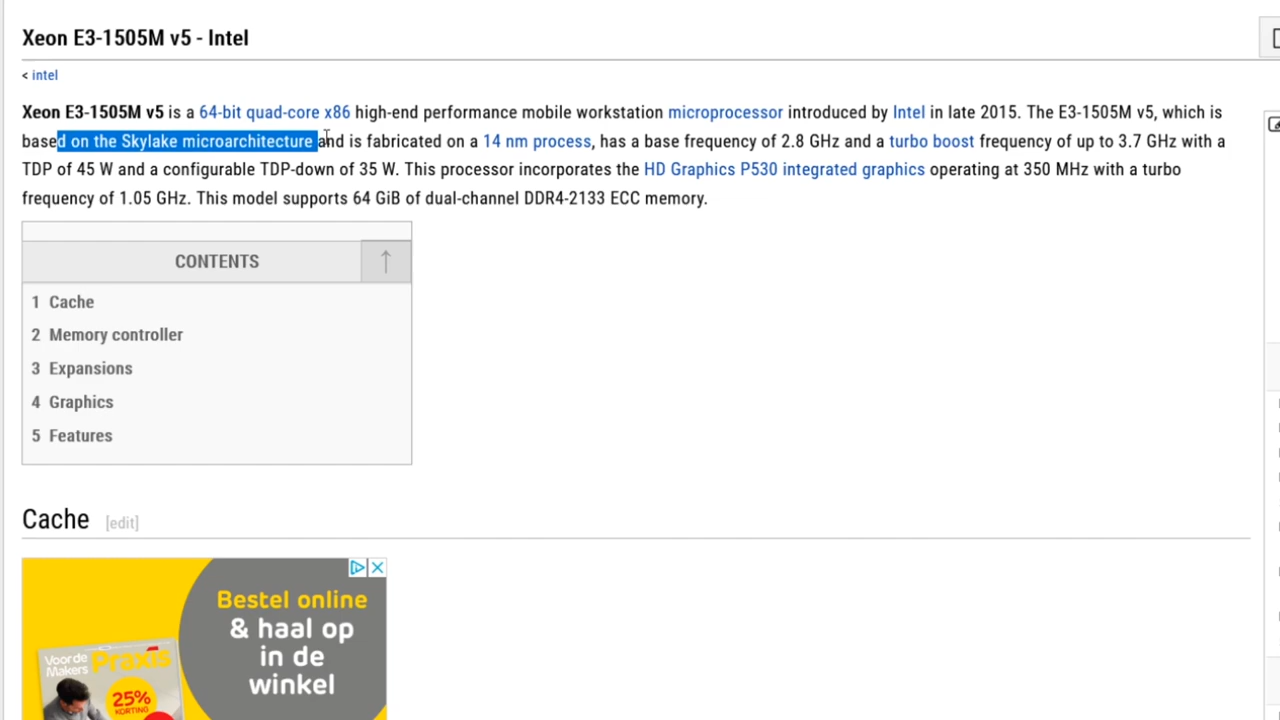 Xeon E3-1505M v5 - Intel
< intel
Xeon E3-1505M v5 is a 64-bit quad-core x86 high-end performance mobile workstation microprocessor introduced by Intel in late 2015. The E3-1505M v5, which is
based on the Skylake microarchitecture and is fabricated on a 14 nm process, has a base frequency of 2.8 GHz and a turbo boost frequency of up to 3.7 GHz with a
TDP of 45 W and a configurable TDP-down of 35 W. This processor incorporates the HD Graphics P530 integrated graphics operating at 350 MHz with a turbo
frequency of 1.05 GHz. This model supports 64 GiB of dual-channel DDR4-2133 ECC memory.
CONTENTS ↑
1 Cache
2 Memory controller
3 Expansions
4 Graphics
5 Features
Cache [edit]
Bestel online
& haal op
in de
winkel
Voor de
Makers
Praxis
25%
KORTING